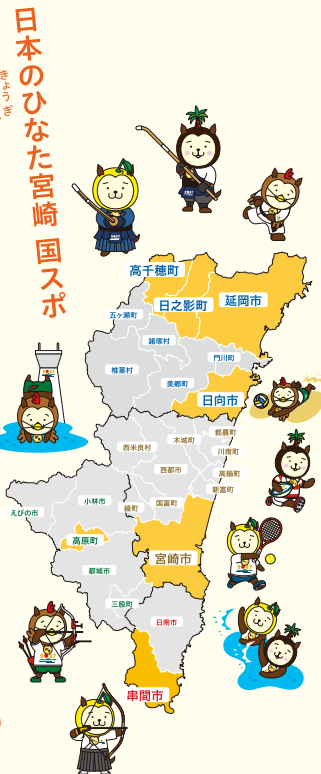 日本のひなた宮崎 国スポ
きょうぎ
高千穂町
日之影町
延岡市
五ヶ瀬町
諸塚村
門川町
椎葉村
美郷町
日向市
都農町
木城町
川南町
西米良村
西都市
高鍋町
新富町
国富町
綾町
小林市
えびの市
高原町
宮崎市
都城市
三股町
日南市
串間市